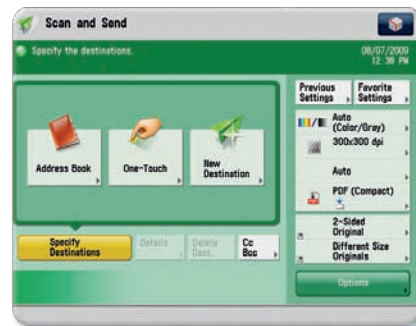 Scan and Send
Specify the destinations.
08/07/2009
12:38 PM
Previous
Settings
Favorite
Settings
Auto
(Color/Gray)
300x300 dpi
Auto
PDF (Compact)
2-Sided
Original
Different Size
Originals
Options
Address Book
One-Touch
New
Destination
Specify
Destinations
Details
Delete
Dest.
Cc
Bcc